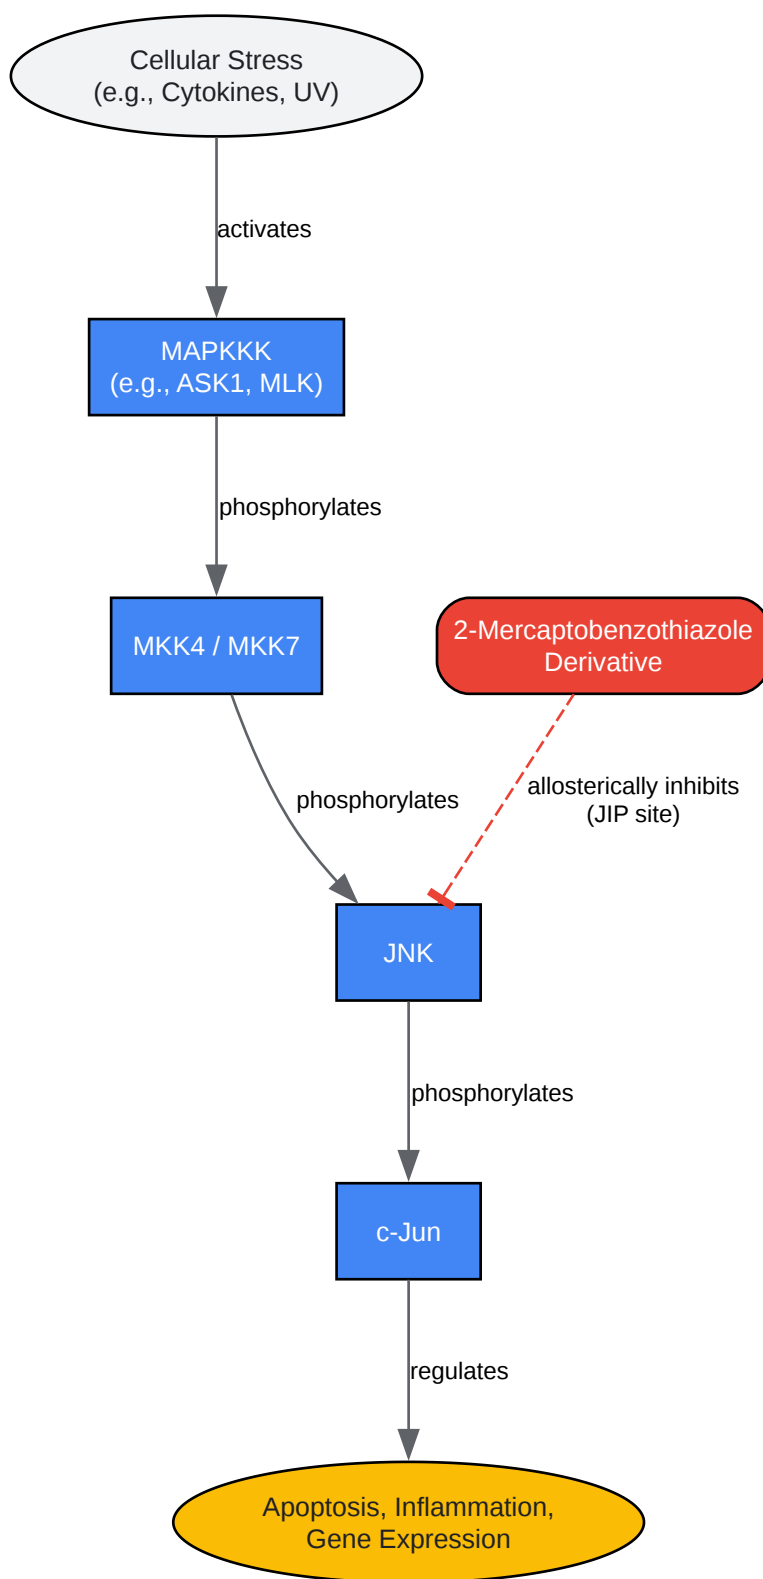 Cellular Stress
(e.g., Cytokines, UV)
activates
MAPKKK
(e.g., ASK1, MLK)
phosphorylates
MKK4 / MKK7
2-Mercaptobenzothiazole
Derivative
phosphorylates
allosterically inhibits
(JIP site)
JNK
phosphorylates
c-Jun
regulates
Apoptosis, Inflammation,
Gene Expression